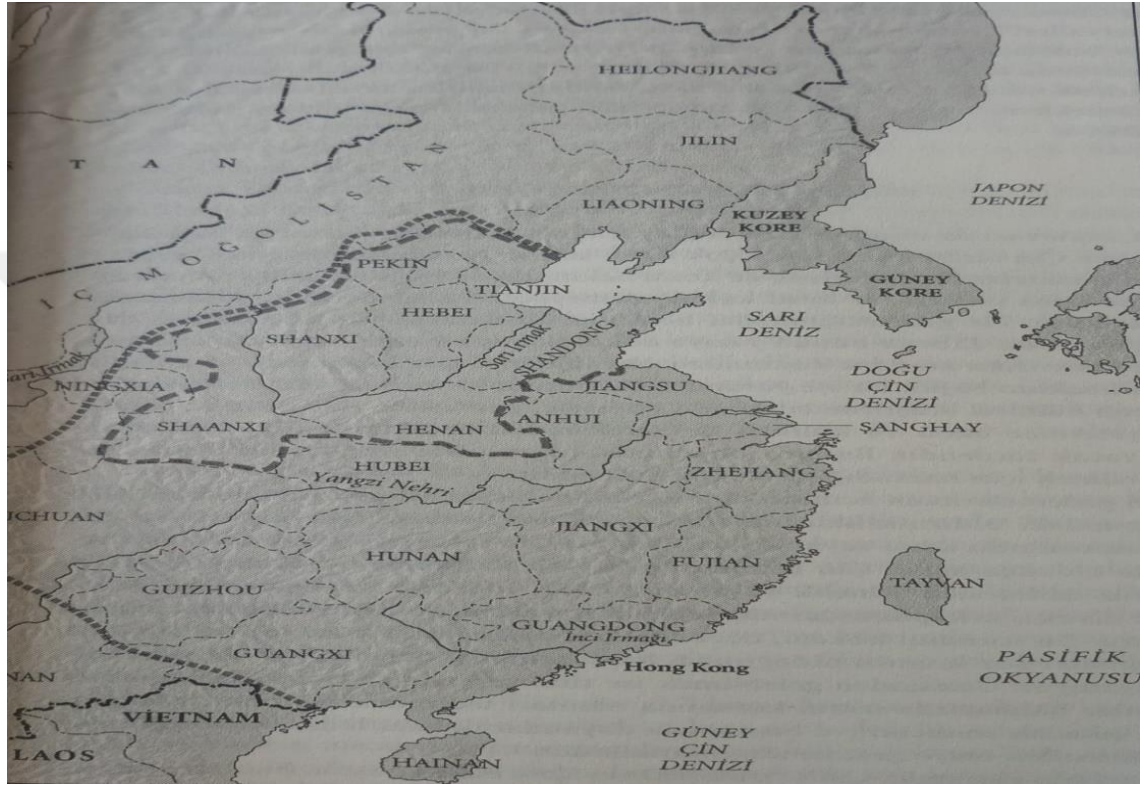 HEILONGJIANG
JILIN
T A N
İÇ MOGOLISTAN
LIAONING
JAPON
DENİZİ
KUZEY
KORE
PEKİN
TIANJIN
GÜNEY
KORE
HEBEI
SHANXI
Sarı Irmak
SHANDONG
SARI
DENİZ
NINGXIA
JIANGSU
DOĞU
ÇİN
DENİZİ
SHAANXI
HENAN
ANHUI
ŞANGHAY
HUBEI
Yangzi Nehri
ZHEJIANG
JIANGXI
HUNAN
FUJIAN
GUIZHOU
TAYVAN
GUANGDONG
İnci Irmağı
GUANGXI
Hong Kong
PASİFİK
OKYANUSU
VİETNAM
LAOS
HAINAN
GÜNEY
ÇİN
DENİZİ